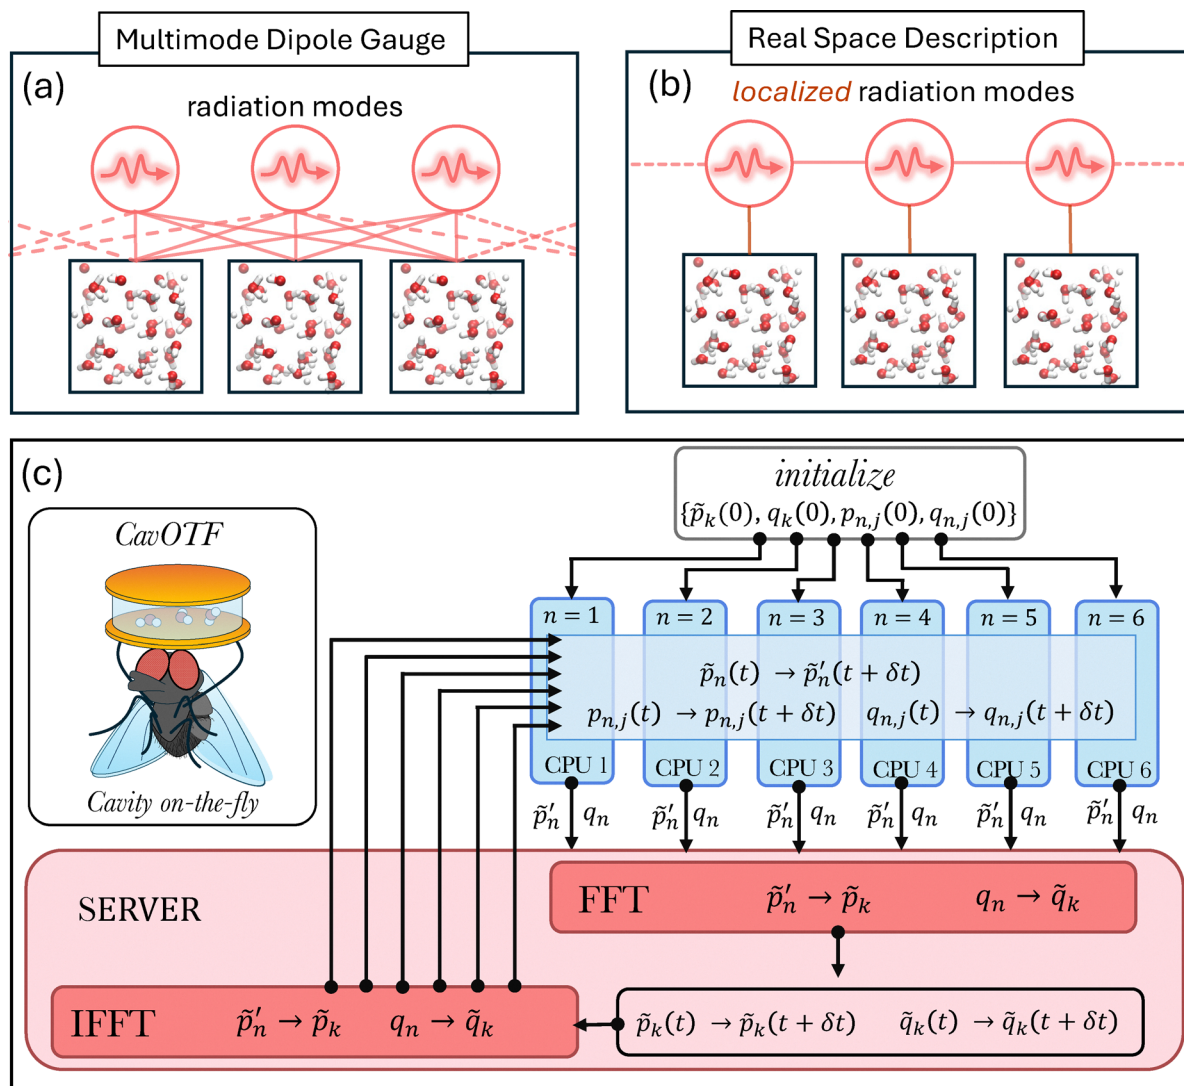 Multimode Dipole Gauge
(a)
radiation modes
Real Space Description
(b)
localized radiation modes
(c)
CavOTF
Cavity on-the-fly
initialize
{p̃ₖ(0), qₖ(0), pₙ,ⱼ(0), qₙ,ⱼ(0)}
n = 1 n = 2 n = 3 n = 4 n = 5 n = 6
p̃ₙ(t) → p̃′ₙ(t + δt)
pₙ,ⱼ(t) → pₙ,ⱼ(t + δt) qₙ,ⱼ(t) → qₙ,ⱼ(t + δt)
CPU 1 CPU 2 CPU 3 CPU 4 CPU 5 CPU 6
p̃′ₙ qₙ p̃′ₙ qₙ p̃′ₙ qₙ p̃′ₙ qₙ p̃′ₙ qₙ p̃′ₙ qₙ
SERVER
FFT p̃′ₙ → p̃ₖ qₙ → q̃ₖ
IFFT p̃′ₙ → p̃ₖ qₙ → q̃ₖ
p̃ₖ(t) → p̃ₖ(t + δt) q̃ₖ(t) → q̃ₖ(t + δt)